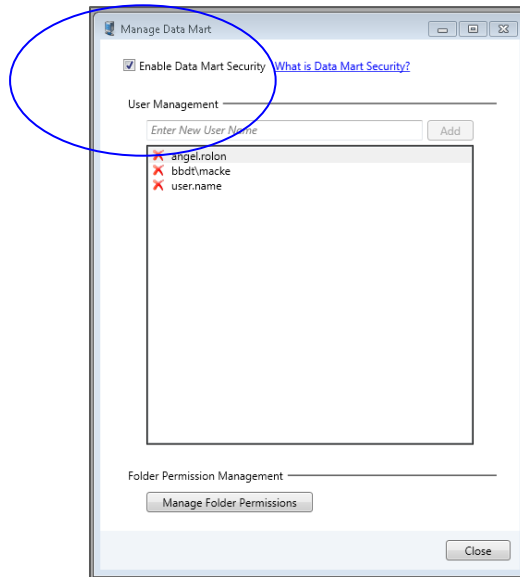 Manage Data Mart
Enable Data Mart Security What is Data Mart Security?
User Management
Enter New User Name Add
angel.rolon
bbdt\macke
user.name
Folder Permission Management
Manage Folder Permissions
Close